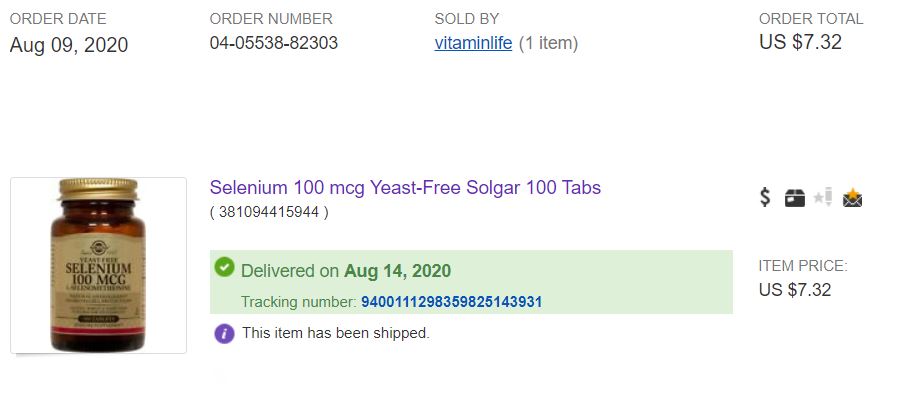 ORDER DATE
Aug 09, 2020
ORDER NUMBER
04-05538-82303
SOLD BY
vitaminlife (1 item)
ORDER TOTAL
US $7.32
Selenium 100 mcg Yeast-Free Solgar 100 Tabs
( 381094415944 )
Delivered on Aug 14, 2020
Tracking number: 9400111298359825143931
This item has been shipped.
ITEM PRICE:
US $7.32
YEAST-FREE
SELENIUM
100 MCG